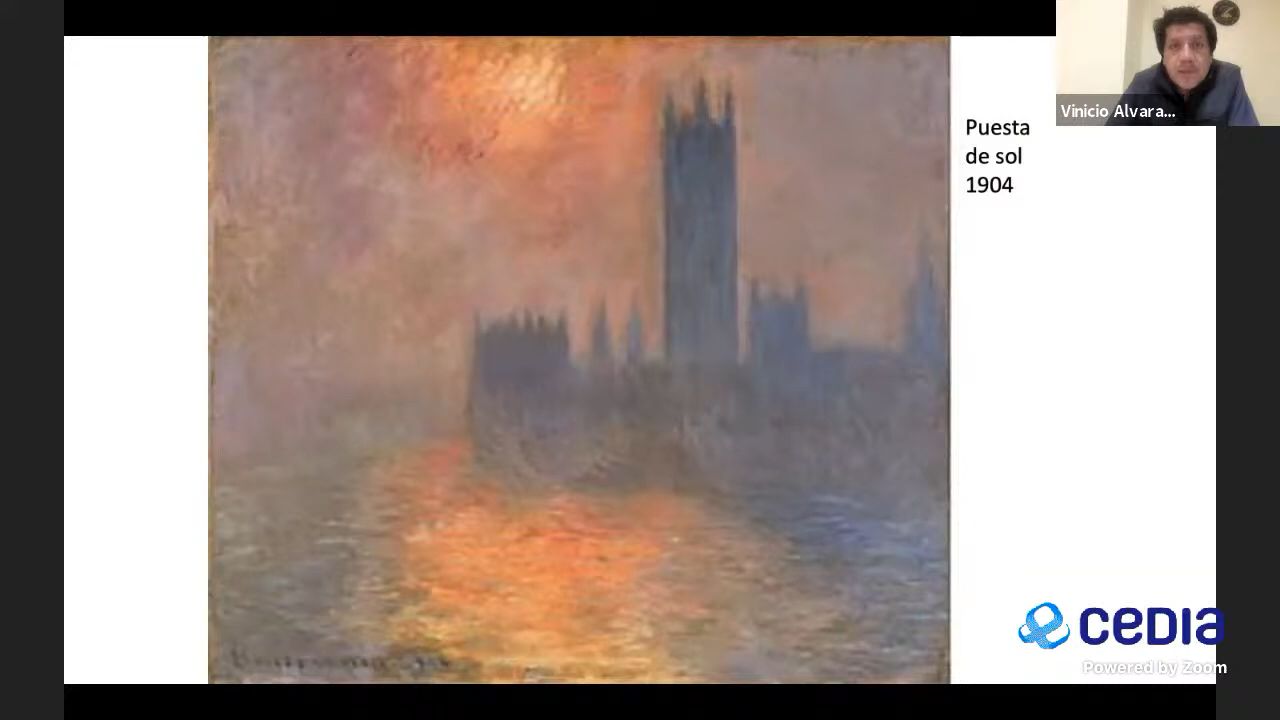 Vinicio Alvara...
Puesta
de sol
1904
cedia
Powered by Zoom